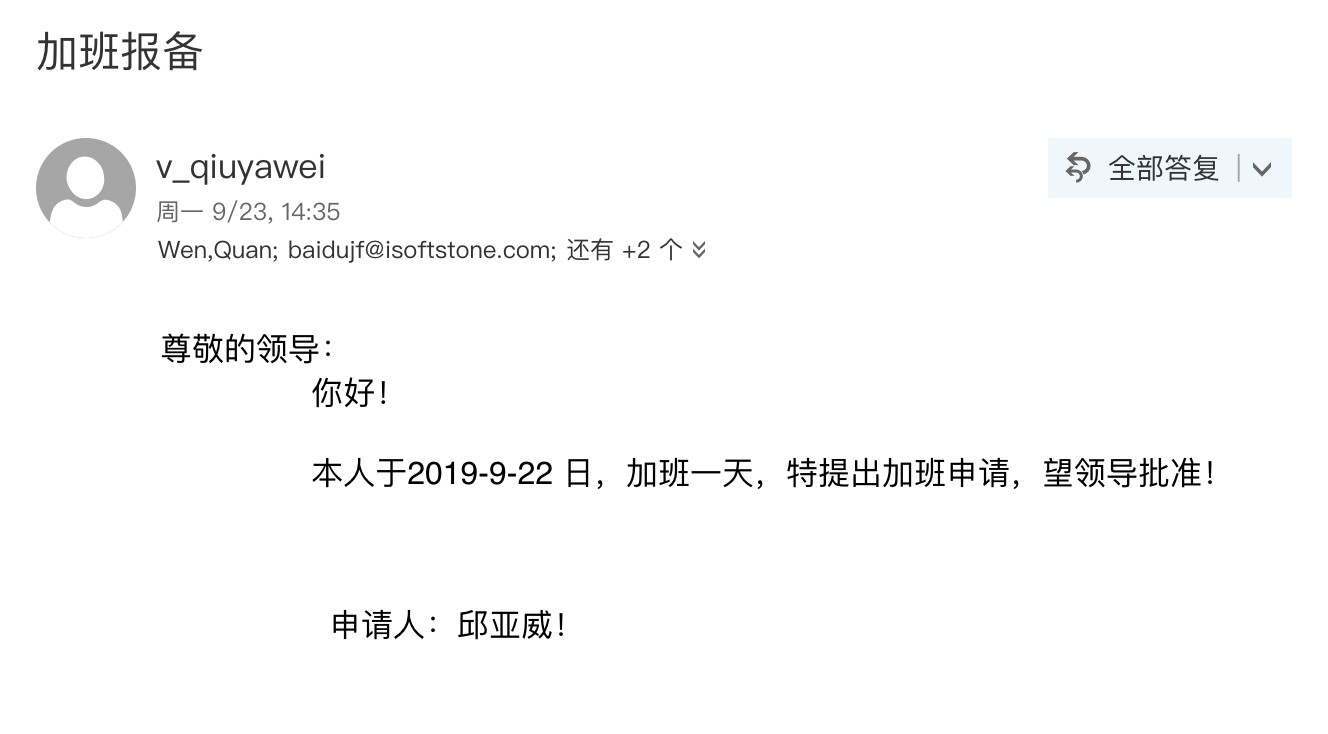 加班报备
v_qiuyawei
全部答复
周一 9/23, 14:35
Wen,Quan; baidujf@isoftstone.com; 还有 +2 个
尊敬的领导：
你好！
本人于2019-9-22 日，加班一天，特提出加班申请，望领导批准！
申请人：邱亚威！